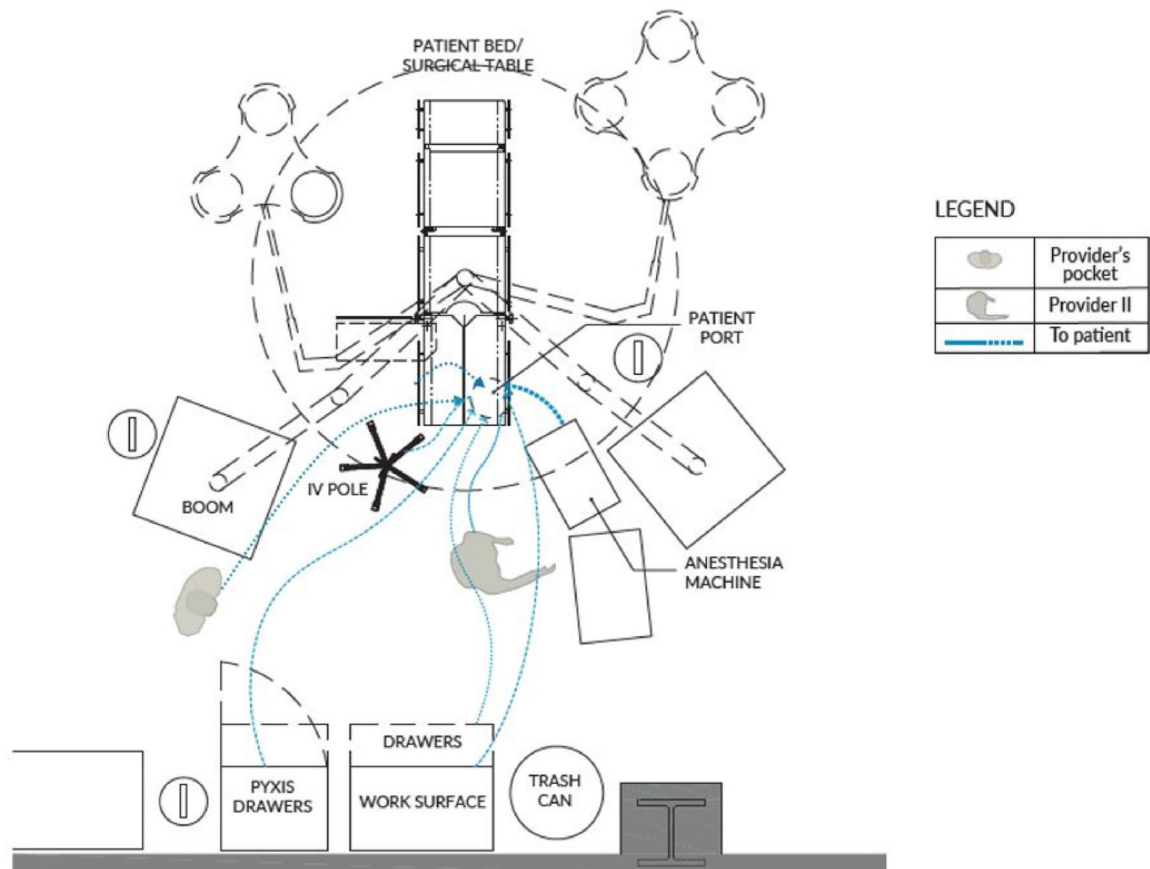 PATIENT BED/
SURGICAL TABLE
LEGEND
Provider's
pocket
Provider II
To patient
PATIENT
PORT
IV POLE
BOOM
ANESTHESIA
MACHINE
DRAWERS
PYXIS
DRAWERS
WORK SURFACE
TRASH
CAN